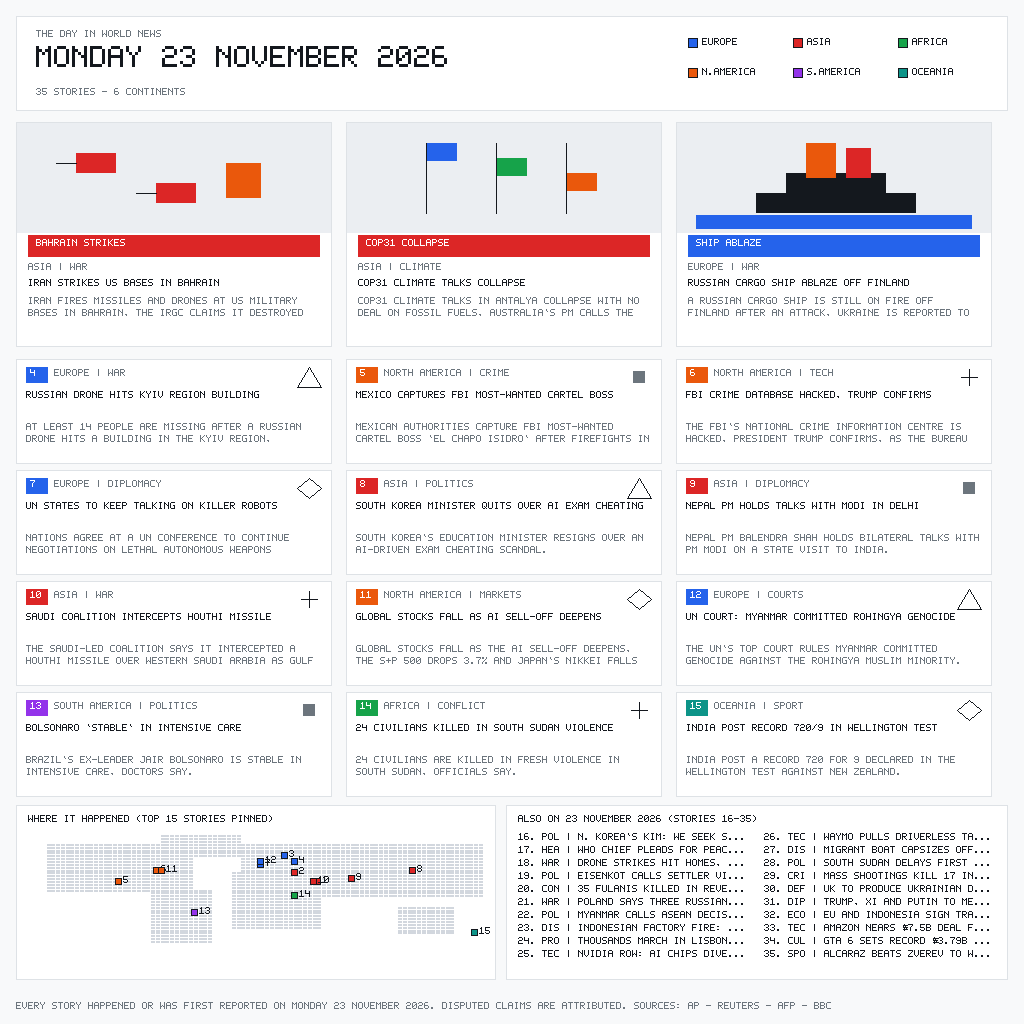 THE DAY IN WORLD NEWS
MONDAY 23 NOVEMBER 2026
35 STORIES - 6 CONTINENTS
EUROPE
ASIA
AFRICA
N.AMERICA
S.AMERICA
OCEANIA
BAHRAIN STRIKES
ASIA | WAR
IRAN STRIKES US BASES IN BAHRAIN
IRAN FIRES MISSILES AND DRONES AT US MILITARY
BASES IN BAHRAIN. THE IRGC CLAIMS IT DESTROYED
COP31 COLLAPSE
ASIA | CLIMATE
COP31 CLIMATE TALKS COLLAPSE
COP31 CLIMATE TALKS IN ANTALYA COLLAPSE WITH NO
DEAL ON FOSSIL FUELS. AUSTRALIA'S PM CALLS THE
SHIP ABLAZE
EUROPE | WAR
RUSSIAN CARGO SHIP ABLAZE OFF FINLAND
A RUSSIAN CARGO SHIP IS STILL ON FIRE OFF
FINLAND AFTER AN ATTACK. UKRAINE IS REPORTED TO
4 EUROPE | WAR
RUSSIAN DRONE HITS KYIV REGION BUILDING
AT LEAST 14 PEOPLE ARE MISSING AFTER A RUSSIAN
DRONE HITS A BUILDING IN THE KYIV REGION.
5 NORTH AMERICA | CRIME
MEXICO CAPTURES FBI MOST-WANTED CARTEL BOSS
MEXICAN AUTHORITIES CAPTURE FBI MOST-WANTED
CARTEL BOSS 'EL CHAPO ISIDRO' AFTER FIREFIGHTS IN
6 NORTH AMERICA | TECH
FBI CRIME DATABASE HACKED, TRUMP CONFIRMS
THE FBI'S NATIONAL CRIME INFORMATION CENTRE IS
HACKED, PRESIDENT TRUMP CONFIRMS, AS THE BUREAU
7 EUROPE | DIPLOMACY
UN STATES TO KEEP TALKING ON KILLER ROBOTS
NATIONS AGREE AT A UN CONFERENCE TO CONTINUE
NEGOTIATIONS ON LETHAL AUTONOMOUS WEAPONS
8 ASIA | POLITICS
SOUTH KOREA MINISTER QUITS OVER AI EXAM CHEATING
SOUTH KOREA'S EDUCATION MINISTER RESIGNS OVER AN
AI-DRIVEN EXAM CHEATING SCANDAL.
9 ASIA | DIPLOMACY
NEPAL PM HOLDS TALKS WITH MODI IN DELHI
NEPAL PM BALENDRA SHAH HOLDS BILATERAL TALKS WITH
PM MODI ON A STATE VISIT TO INDIA.
10 ASIA | WAR
SAUDI COALITION INTERCEPTS HOUTHI MISSILE
THE SAUDI-LED COALITION SAYS IT INTERCEPTED A
HOUTHI MISSILE OVER WESTERN SAUDI ARABIA AS GULF
11 NORTH AMERICA | MARKETS
GLOBAL STOCKS FALL AS AI SELL-OFF DEEPENS
GLOBAL STOCKS FALL AS THE AI SELL-OFF DEEPENS.
THE S+P 500 DROPS 3.7% AND JAPAN'S NIKKEI FALLS
12 EUROPE | COURTS
UN COURT: MYANMAR COMMITTED ROHINGYA GENOCIDE
THE UN'S TOP COURT RULES MYANMAR COMMITTED
GENOCIDE AGAINST THE ROHINGYA MUSLIM MINORITY.
13 SOUTH AMERICA | POLITICS
BOLSONARO 'STABLE' IN INTENSIVE CARE
BRAZIL'S EX-LEADER JAIR BOLSONARO IS STABLE IN
INTENSIVE CARE, DOCTORS SAY.
14 AFRICA | CONFLICT
24 CIVILIANS KILLED IN SOUTH SUDAN VIOLENCE
24 CIVILIANS ARE KILLED IN FRESH VIOLENCE IN
SOUTH SUDAN, OFFICIALS SAY.
15 OCEANIA | SPORT
INDIA POST RECORD 720/9 IN WELLINGTON TEST
INDIA POST A RECORD 720 FOR 9 DECLARED IN THE
WELLINGTON TEST AGAINST NEW ZEALAND.
WHERE IT HAPPENED (TOP 15 STORIES PINNED)
3
12
4
11
2
8
5
10
9
14
13
15
ALSO ON 23 NOVEMBER 2026 (STORIES 16-35)
16. POL | N. KOREA'S KIM: WE SEEK S...
17. HEA | WHO CHIEF PLEADS FOR PEAC...
18. WAR | DRONE STRIKES HIT HOMES, ...
19. POL | EISENKOT CALLS SETTLER VI...
20. CON | 35 FULANIS KILLED IN REVE...
21. WAR | POLAND SAYS THREE RUSSIAN...
22. POL | MYANMAR CALLS ASEAN DECIS...
23. DIS | INDONESIAN FACTORY FIRE: ...
24. PRO | THOUSANDS MARCH IN LISBON...
25. TEC | NVIDIA ROW: AI CHIPS DIVE...
26. TEC | WAYMO PULLS DRIVERLESS TA...
27. DIS | MIGRANT BOAT CAPSIZES OFF...
28. POL | SOUTH SUDAN DELAYS FIRST ...
29. CRI | MASS SHOOTINGS KILL 17 IN...
30. DEF | UK TO PRODUCE UKRAINIAN D...
31. DIP | TRUMP, XI AND PUTIN TO ME...
32. ECO | EU AND INDONESIA SIGN TRA...
33. TEC | AMAZON NEARS $7.5B DEAL F...
34. CUL | GTA 6 SETS RECORD $3.79B ...
35. SPO | ALCARAZ BEATS ZVEREV TO W...
EVERY STORY HAPPENED OR WAS FIRST REPORTED ON MONDAY 23 NOVEMBER 2026. DISPUTED CLAIMS ARE ATTRIBUTED. SOURCES: AP - REUTERS - AFP - BBC